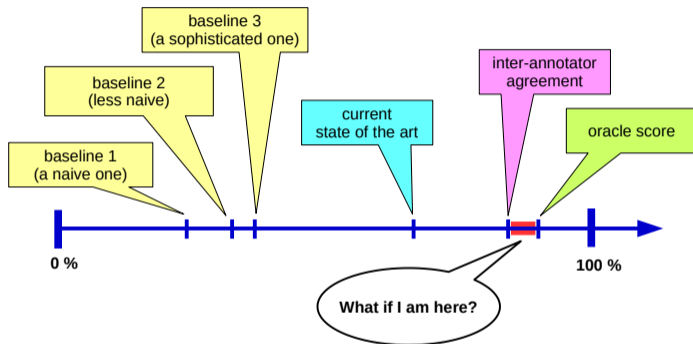 baseline 3
(a sophisticated one)
baseline 2
(less naive)
baseline 1
(a naive one)
current
state of the art
inter-annotator
agreement
oracle score
0 %
100 %
What if I am here?